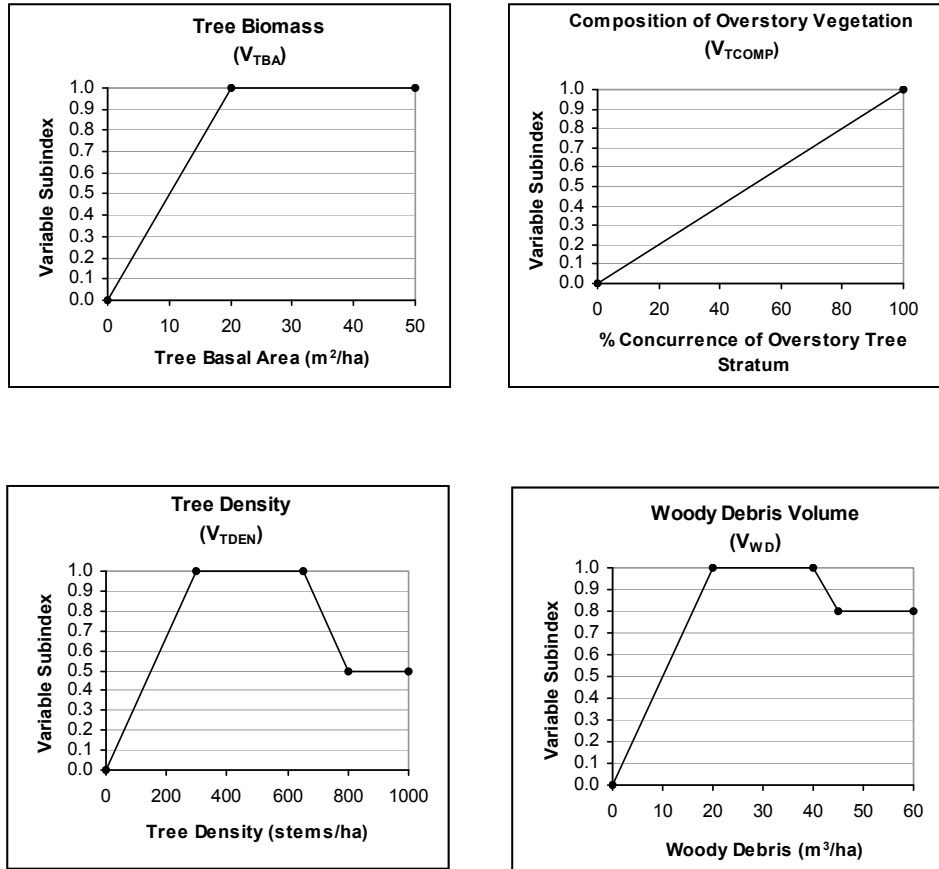 Tree Biomass
(VTBA)
1.0
0.9
0.8
0.7
0.6
0.5
0.4
0.3
0.2
0.1
0.0
Variable Subindex
0 10 20 30 40 50
Tree Basal Area (m²/ha)
Composition of Overstory Vegetation
(VTCOMP)
1.0
0.9
0.8
0.7
0.6
0.5
0.4
0.3
0.2
0.1
0.0
Variable Subindex
0 20 40 60 80 100
% Concurrence of Overstory Tree
Stratum
Tree Density
(VTDEN)
1.0
0.9
0.8
0.7
0.6
0.5
0.4
0.3
0.2
0.1
0.0
Variable Subindex
0 200 400 600 800 1000
Tree Density (stems/ha)
Woody Debris Volume
(VWD)
1.0
0.9
0.8
0.7
0.6
0.5
0.4
0.3
0.2
0.1
0.0
Variable Subindex
0 10 20 30 40 50 60
Woody Debris (m³/ha)